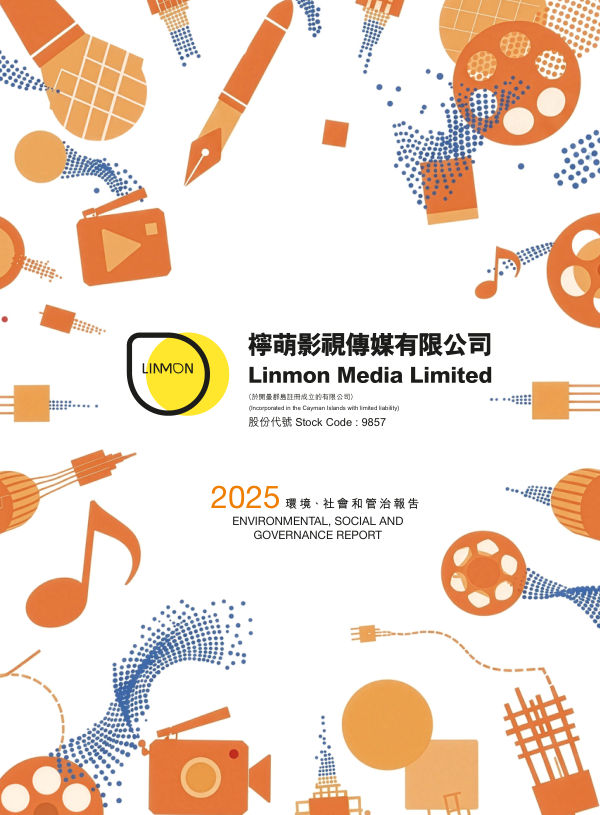 LINMON
檸萌影視傳媒有限公司
Linmon Media Limited
(於開曼群島註冊成立的有限公司)
(Incorporated in the Cayman Islands with limited liability)
股份代號 Stock Code : 9857
2025 環境、社會和管治報告
ENVIRONMENTAL, SOCIAL AND
GOVERNANCE REPORT